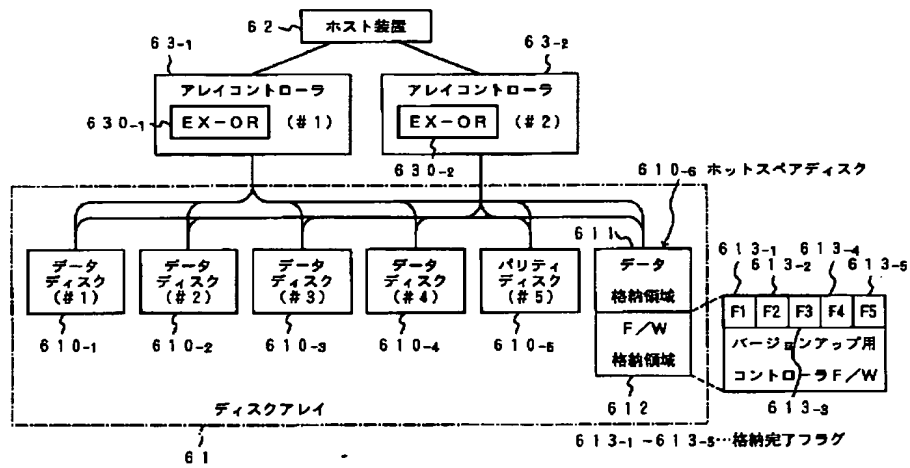 62
ホスト装置
63-1
63-2
アレイコントローラ
アレイコントローラ
EX-OR
(#1)
EX-OR
(#2)
630-1
630-2
610-6 ホットスペアディスク
611
613-1
613-4
613-2
613-5
データ
ディスク
(#1)
データ
ディスク
(#2)
データ
ディスク
(#3)
データ
ディスク
(#4)
パリティ
ディスク
(#5)
データ
格納領域
F/W
格納領域
F1
F2
F3
F4
F5
バージョンアップ用
コントローラF/W
610-1
610-2
610-3
610-4
610-5
612
613-3
ディスクアレイ
613-1 ~613-5…格納完了フラグ
61